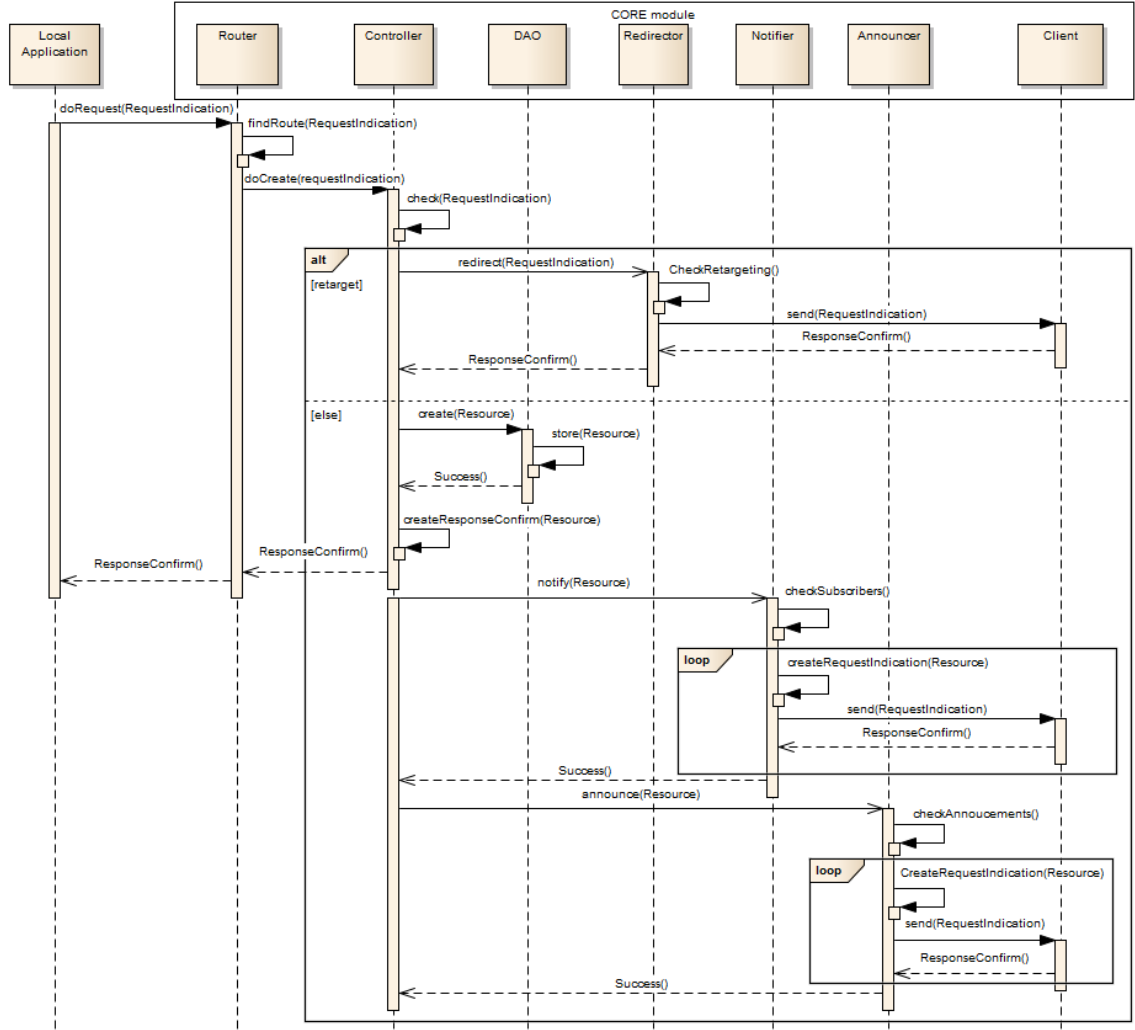 CORE module
Local
Application
Router
Controller
DAO
Redirector
Notifier
Announcer
Client
doRequest(RequestIndication)
findRoute(RequestIndication)
doCreate(requestIndication)
check(RequestIndication)
alt
redirect(RequestIndication)
CheckRetargeting()
[retarget]
send(RequestIndication)
ResponseConfirm()
ResponseConfirm()
[else]
create(Resource)
store(Resource)
Success()
createResponseConfirm(Resource)
ResponseConfirm()
ResponseConfirm()
notify(Resource)
checkSubscribers()
loop
createRequestIndication(Resource)
send(RequestIndication)
ResponseConfirm()
Success()
announce(Resource)
checkAnnoucements()
loop
CreateRequestIndication(Resource)
send(RequestIndication)
ResponseConfirm()
Success()